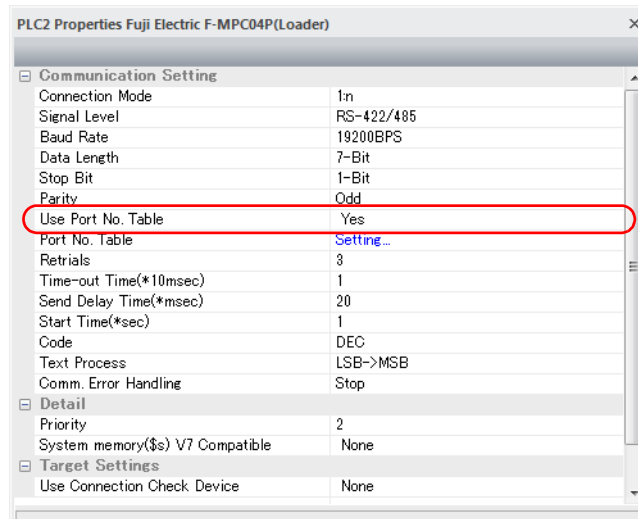 PLC2 Properties Fuji Electric F-MPC04P(Loader)
Communication Setting
Connection Mode 1:n
Signal Level RS-422/485
Baud Rate 19200BPS
Data Length 7-Bit
Stop Bit 1-Bit
Parity Odd
Use Port No. Table Yes
Port No. Table Setting...
Retrials 3
Time-out Time(*10msec) 1
Send Delay Time(*msec) 20
Start Time(*sec) 1
Code DEC
Text Process LSB->MSB
Comm. Error Handling Stop
Detail
Priority 2
System memory($s) V7 Compatible None
Target Settings
Use Connection Check Device None